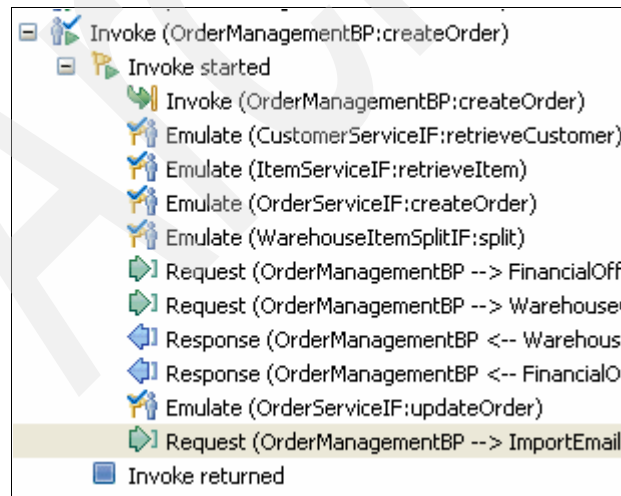 Invoke (OrderManagementBP:createOrder)
Invoke started
Invoke (OrderManagementBP:createOrder)
Emulate (CustomerServiceIF:retrieveCustomer)
Emulate (ItemServiceIF:retrieveItem)
Emulate (OrderServiceIF:createOrder)
Emulate (WarehouseItemSplitIF:split)
Request (OrderManagementBP --> FinancialOff
Request (OrderManagementBP --> Warehouse
Response (OrderManagementBP <-- Warehous
Response (OrderManagementBP <-- FinancialO
Emulate (OrderServiceIF:updateOrder)
Request (OrderManagementBP --> ImportEmail
Invoke returned